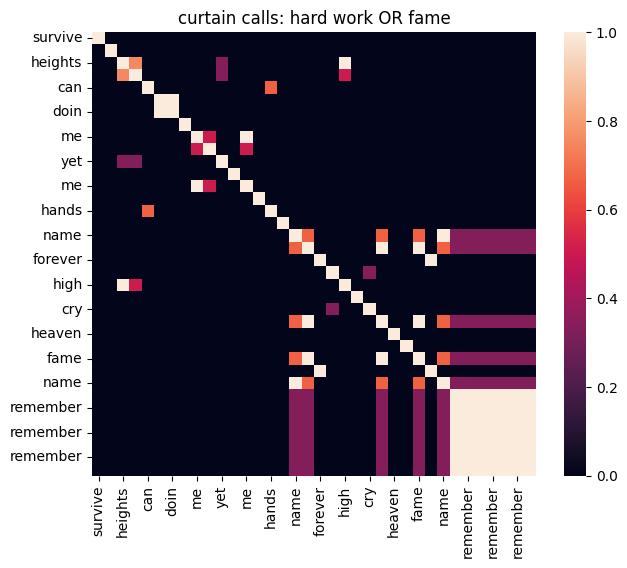 curtain calls: hard work OR fame
survive
heights
can
doin
me
yet
me
hands
name
forever
high
cry
heaven
fame
name
remember
remember
remember
1.0
0.8
0.6
0.4
0.2
0.0
survive
heights
can
doin
me
yet
me
hands
name
forever
high
cry
heaven
fame
name
remember
remember
remember